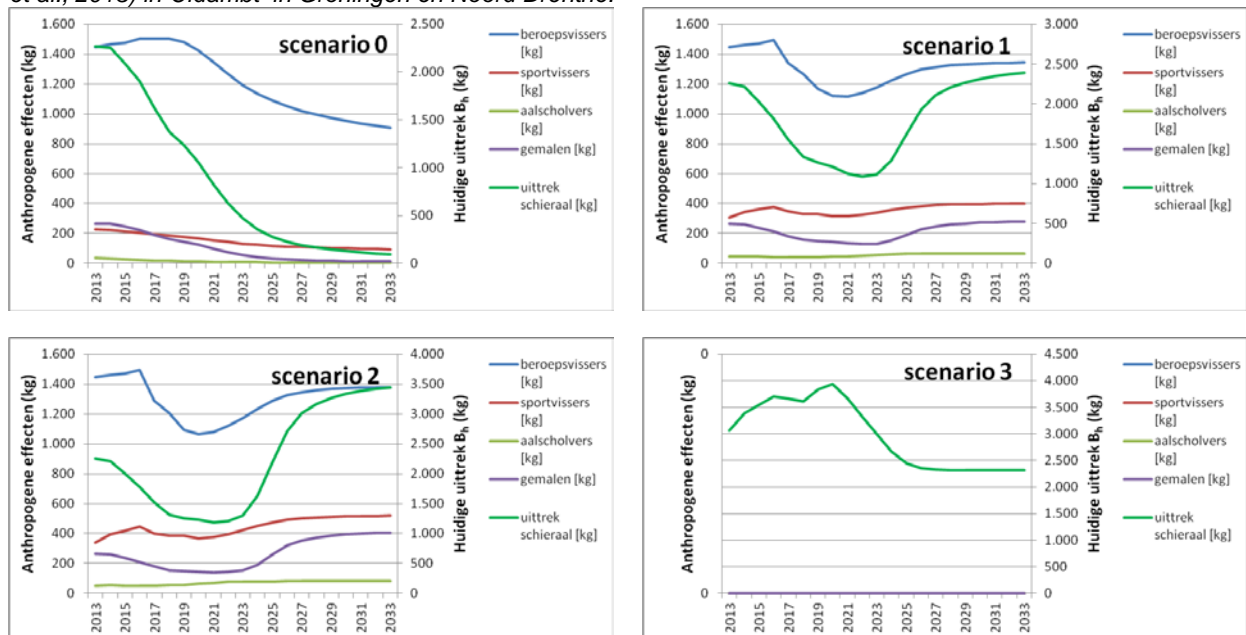 et al., 2013) in Oldambt in Groningen en Noord-Drenthe.
scenario 0
Anthropogene effecten (kg)
1.600
1.400
1.200
1.000
800
600
400
200
0
2.500
2.000
1.500
1.000
500
0
Huidige uittrek Bh (kg)
2013
2015
2017
2019
2021
2023
2025
2027
2029
2031
2033
beroepsvissers
[kg]
sportvissers
[kg]
aalscholvers
[kg]
gemalen [kg]
uittrek
schieraal [kg]
scenario 1
Anthropogene effecten (kg)
1.600
1.400
1.200
1.000
800
600
400
200
0
3.000
2.500
2.000
1.500
1.000
500
0
Huidige uittrek Bh (kg)
2013
2015
2017
2019
2021
2023
2025
2027
2029
2031
2033
beroepsvissers
[kg]
sportvissers
[kg]
aalscholvers
[kg]
gemalen [kg]
uittrek
schieraal [kg]
scenario 2
Anthropogene effecten (kg)
1.600
1.400
1.200
1.000
800
600
400
200
0
4.000
3.500
3.000
2.500
2.000
1.500
1.000
500
0
Huidige uittrek Bh (kg)
2013
2015
2017
2019
2021
2023
2025
2027
2029
2031
2033
beroepsvissers
[kg]
sportvissers
[kg]
aalscholvers
[kg]
gemalen [kg]
uittrek
schieraal [kg]
scenario 3
Anthropogene effecten (kg)
0
0
4.500
4.000
3.500
3.000
2.500
2.000
1.500
1.000
500
0
Huidige uittrek Bh (kg)
2013
2015
2017
2019
2021
2023
2025
2027
2029
2031
2033
beroepsvissers
[kg]
sportvissers
[kg]
aalscholvers
[kg]
gemalen [kg]
uittrek
schieraal [kg]